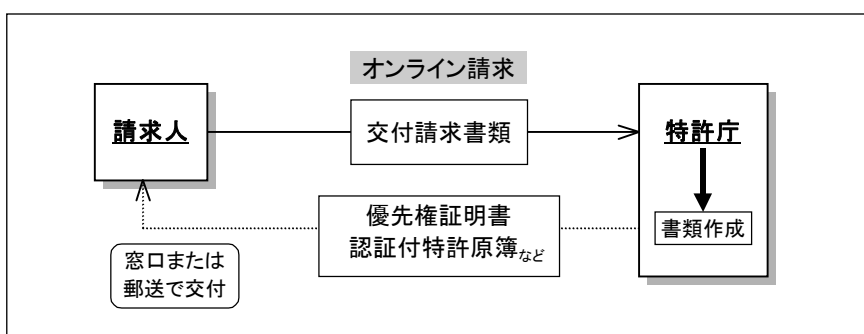 オンライン請求
請求人
交付請求書類
特許庁
書類作成
優先権証明書
認証付特許原簿など
窓口または
郵送で交付